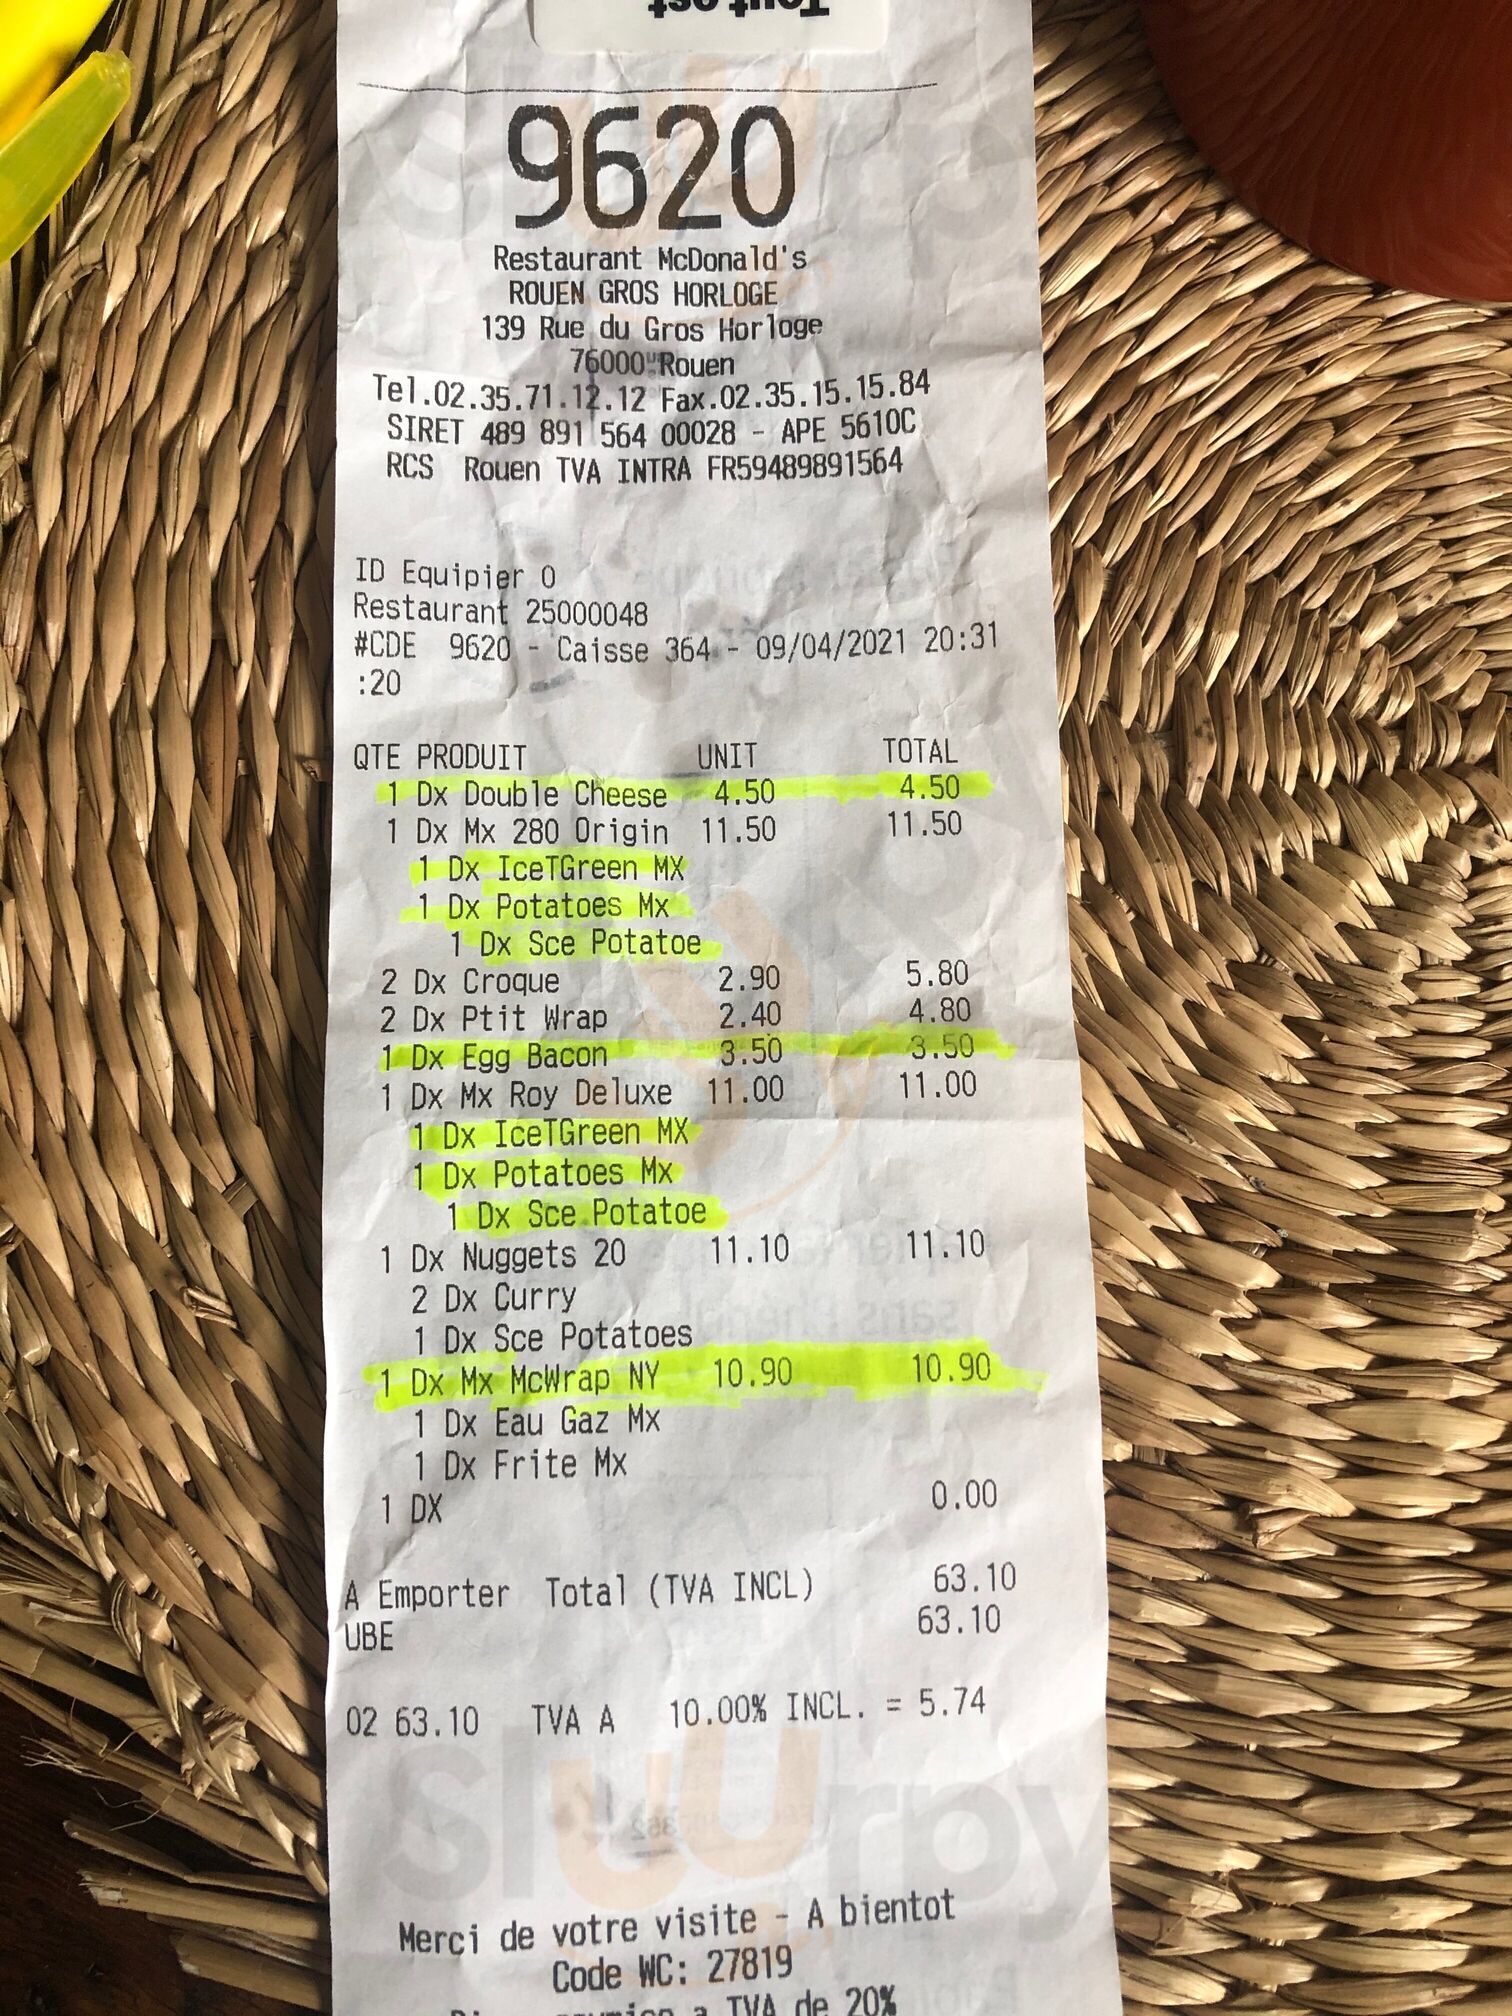 Tout est
9620
Restaurant McDonald's
ROUEN GROS HORLOGE
139 Rue du Gros Horloge
76000 Rouen
Tel.02.35.71.12.12 Fax.02.35.15.15.84
SIRET 489 891 564 00028 - APE 5610C
RCS Rouen TVA INTRA FR59489891564
ID Equipier 0
Restaurant 25000048
#CDE 9620 - Caisse 364 - 09/04/2021 20:31
:20
QTE PRODUIT UNIT TOTAL
1 Dx Double Cheese 4.50 4.50
1 Dx Mx 280 Origin 11.50 11.50
1 Dx IceTGreen MX
1 Dx Potatoes Mx
1 Dx Sce Potatoe
2 Dx Croque 2.90 5.80
2 Dx Ptit Wrap 2.40 4.80
1 Dx Egg Bacon 3.50 3.50
1 Dx Mx Roy Deluxe 11.00 11.00
1 Dx IceTGreen MX
1 Dx Potatoes Mx
1 Dx Sce Potatoe
1 Dx Nuggets 20 11.10 11.10
2 Dx Curry
1 Dx Sce Potatoes
1 Dx Mx McWrap NY 10.90 10.90
1 Dx Eau Gaz Mx
1 Dx Frite Mx
1 DX 0.00
A Emporter Total (TVA INCL) 63.10
UBE 63.10
02 63.10 TVA A 10.00% INCL. = 5.74
sluurpy
Merci de votre visite - A bientot
Code WC: 27819
a TVA de 20%